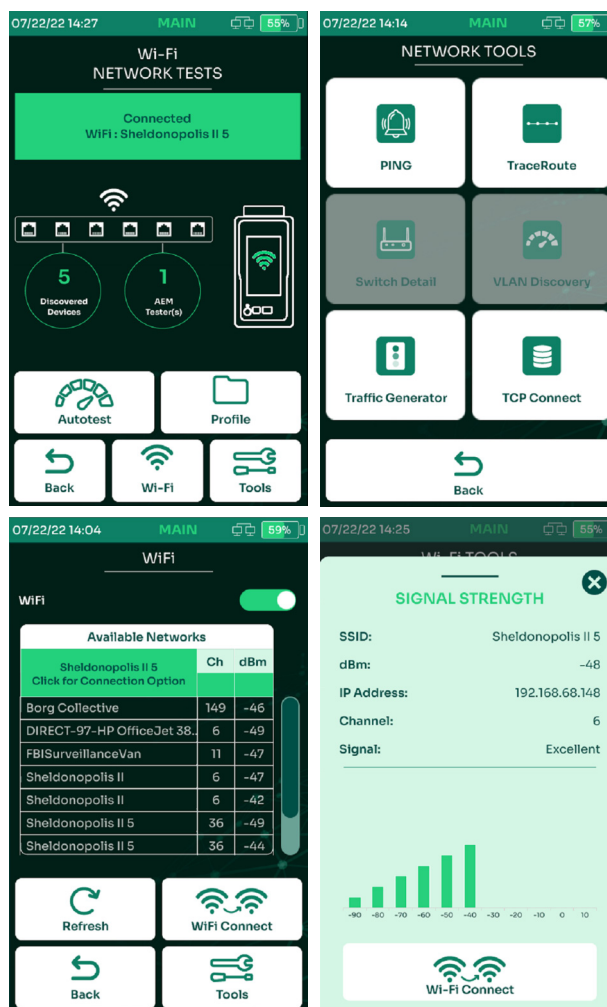 07/22/22 14:27 MAIN 55%
Wi-Fi
NETWORK TESTS
Connected
WiFi : Sheldonopolis II 5
5
Discovered
Devices
1
AEM
Tester(s)
Autotest
Profile
Back
Wi-Fi
Tools
07/22/22 14:14 MAIN 57%
NETWORK TOOLS
PING
TraceRoute
Switch Detail
VLAN Discovery
Traffic Generator
TCP Connect
Back
07/22/22 14:04 MAIN 59%
WiFi
WiFi
Available Networks
Sheldonopolis II 5 Ch dBm
Click for Connection Option
Borg Collective 149 -46
DIRECT-97-HP OfficeJet 38.. 6 -49
FBISurveillanceVan 11 -47
Sheldonopolis II 6 -47
Sheldonopolis II 6 -42
Sheldonopolis II 5 36 -49
Sheldonopolis II 5 36 -44
Refresh
WiFi Connect
Back
Tools
07/22/22 14:25 MAIN 55%
Wi-Fi TOOLS
SIGNAL STRENGTH
SSID: Sheldonopolis II 5
dBm: -48
IP Address: 192.168.68.148
Channel: 6
Signal: Excellent
-90 -80 -70 -60 -50 -40 -30 -20 -10 0 10
Wi-Fi Connect